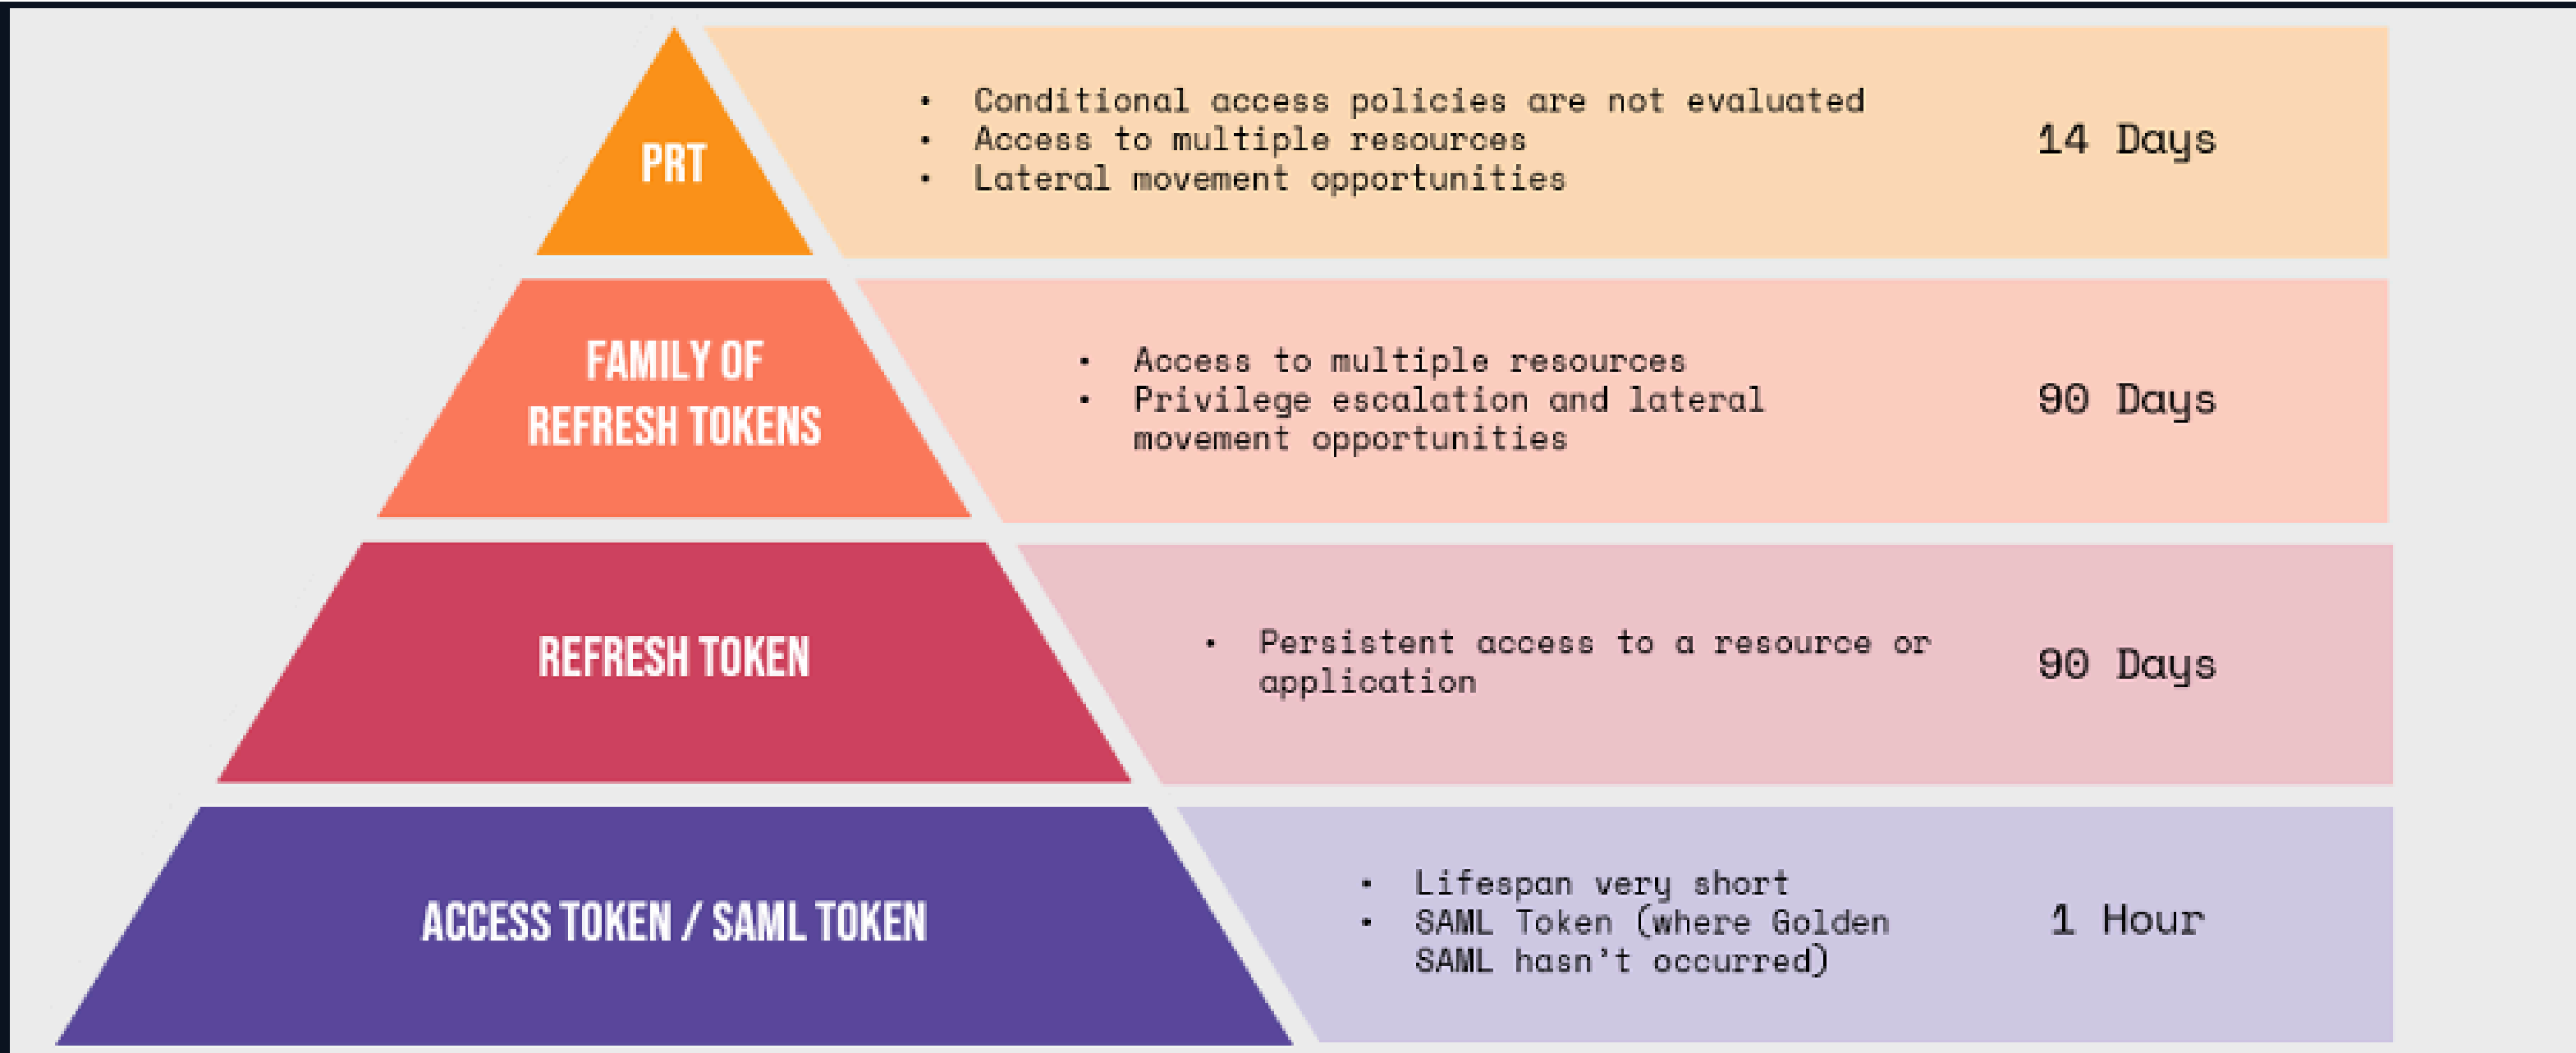 PRT
• Conditional access policies are not evaluated
• Access to multiple resources
• Lateral movement opportunities
14 Days
FAMILY OF
REFRESH TOKENS
• Access to multiple resources
• Privilege escalation and lateral
movement opportunities
90 Days
REFRESH TOKEN
• Persistent access to a resource or
application
90 Days
ACCESS TOKEN / SAML TOKEN
• Lifespan very short
• SAML Token (where Golden
SAML hasn't occurred)
1 Hour